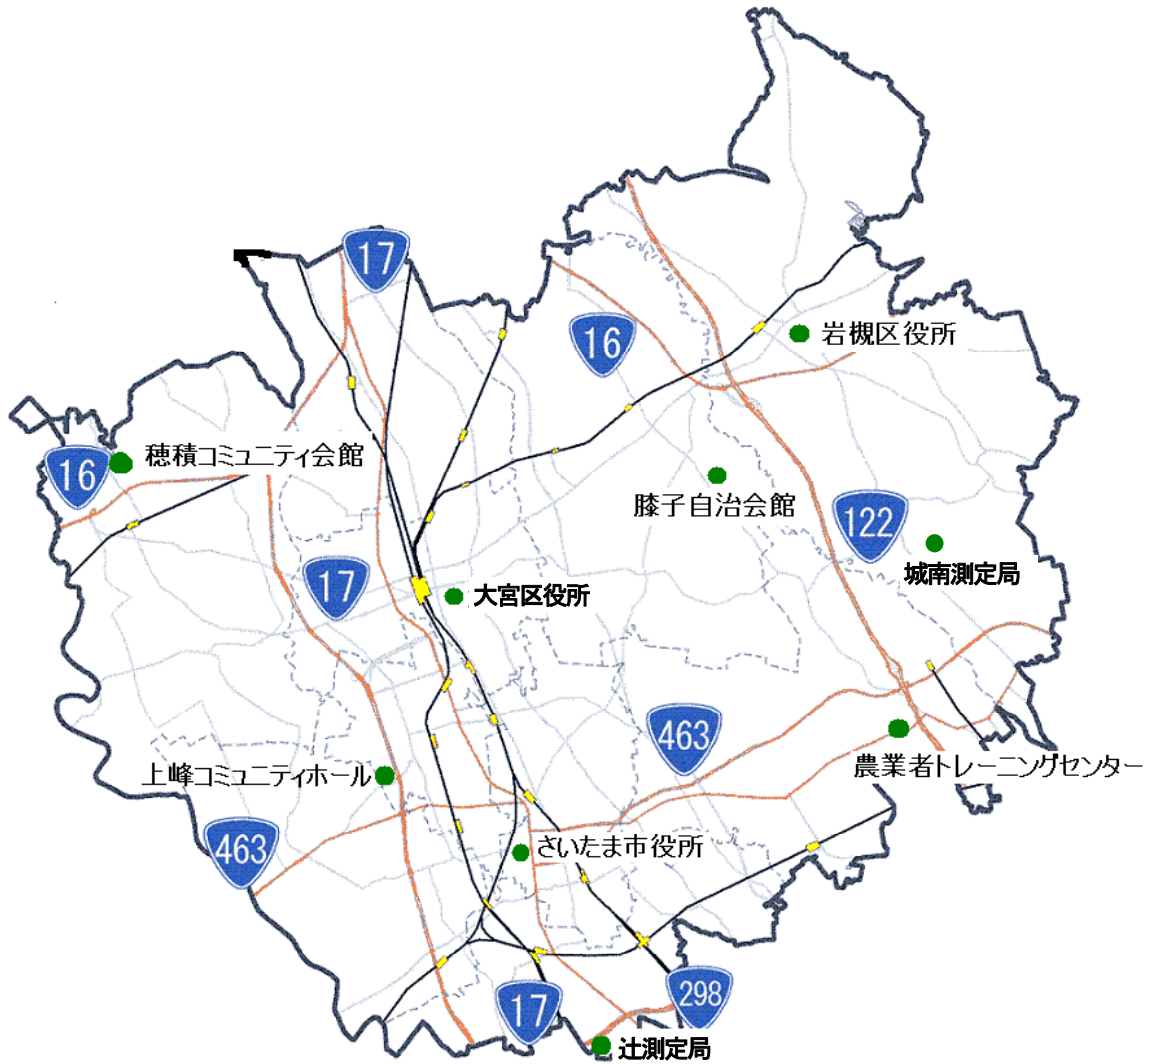 17
16
岩槻区役所
穂積コミュニティ会館
16
膝子自治会館
122
城南測定局
17
大宮区役所
463
農業者トレーニングセンター
上峰コミュニティホール
463
さいたま市役所
298
17
辻測定局